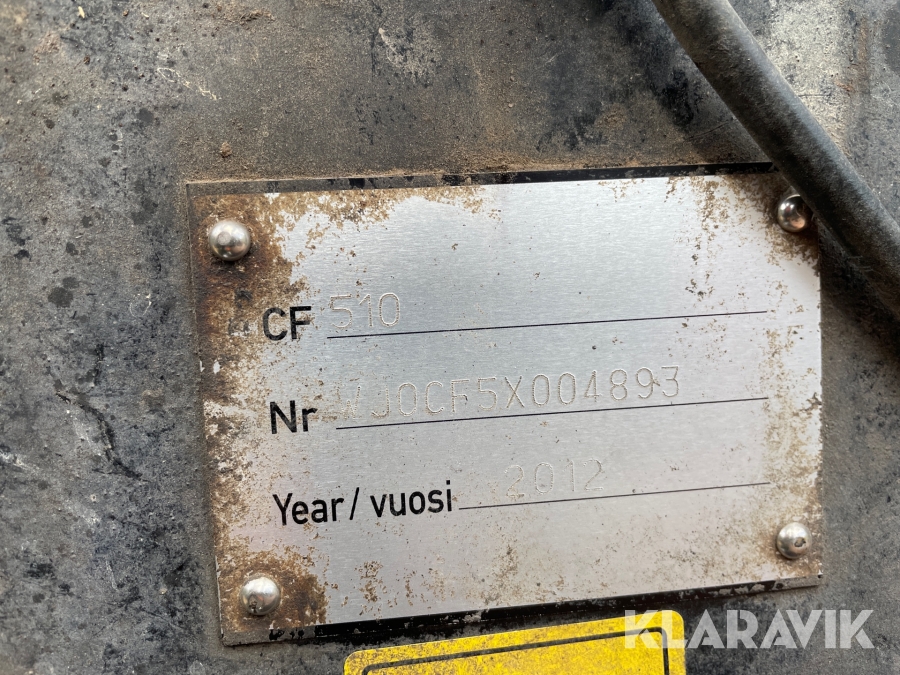 CF 510
Nr WJ0CF5X004893
Year / vuosi 2012
KLARAVIK